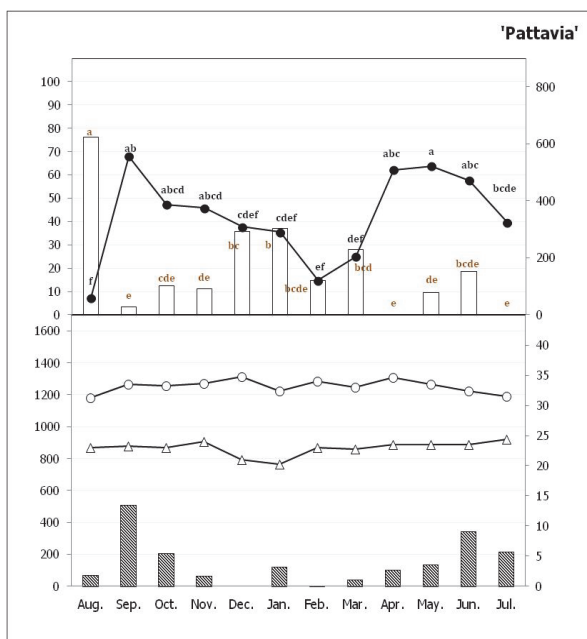 'Pattavia'
100
90
80
70
60
50
40
30
20
10
0
800
600
400
200
0
a
ab
abcd
abcd
cdef
cdef
ef
def
abc
a
abc
bcde
f
e
cde
de
bc
b
bcde
bcd
e
de
bcde
e
1600
1400
1200
1000
800
600
400
200
0
40
35
30
25
20
15
10
5
0
Aug. Sep. Oct. Nov. Dec. Jan. Feb. Mar. Apr. May. Jun. Jul.